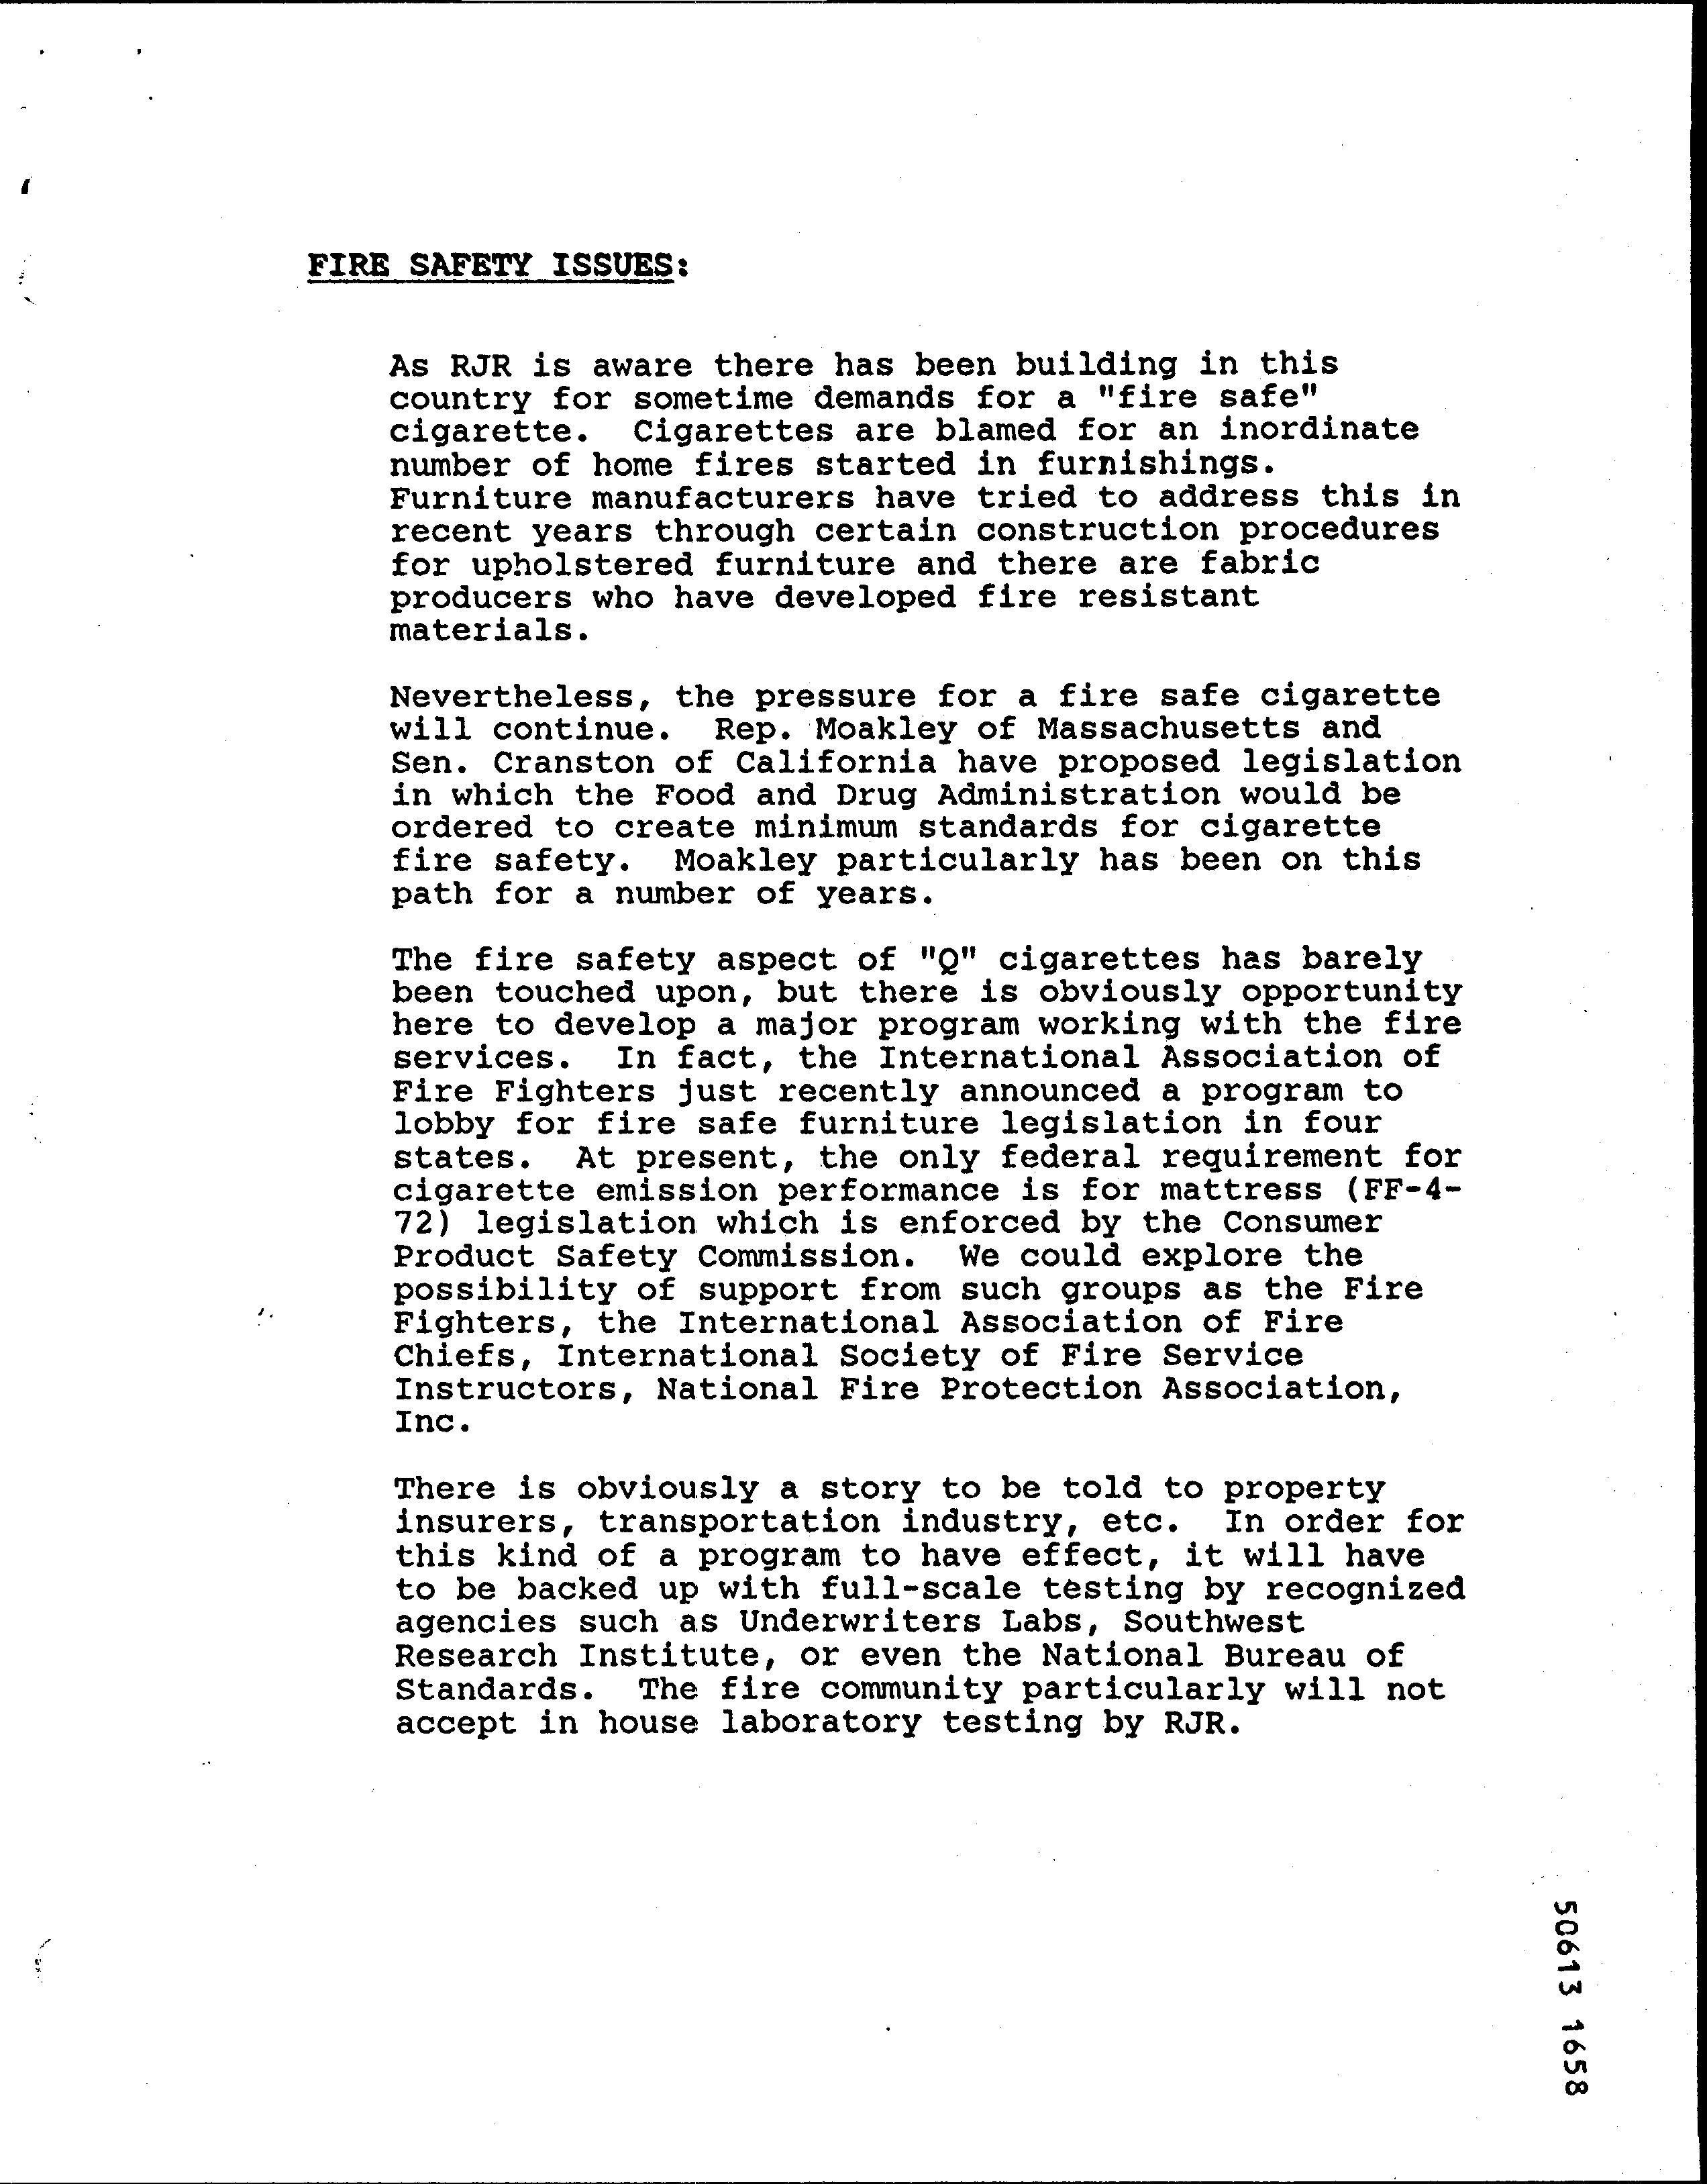 FIRE SAFETY ISSUES:
As RJR is aware there has been building in this
country for sometime demands for a "fire safe"
cigarette.  Cigarettes are blamed for an inordinate
number of home fires started in furnishings.
Furniture manufacturers have tried to address this in
recent years through certain construction procedures
for upholstered furniture and there are fabric
producers who have developed fire resistant
materials.
Nevertheless, the pressure for a fire safe cigarette
will continue.  Rep. Moakley of Massachusetts and
Sen. Cranston of California have proposed legislation
in which the Food and Drug Administration would be
ordered to create minimum standards for cigarette
fire safety.  Moakley particularly has been on this
path for a number of years.
The fire safety aspect of "Q" cigarettes has barely
been touched upon, but there is obviously opportunity
here to develop a major program working with the fire
services.  In fact, the International Association of
Fire Fighters just recently announced a program to
lobby for fire safe furniture legislation in four
states.  At present, the only federal requirement for
cigarette emission performance is for mattress (FF-4-
72) legislation which is enforced by the Consumer
Product Safety Commission.  We could explore the
possibility of support from such groups as the Fire
Fighters, the International Association of Fire
Chiefs, International Society of Fire Service
Instructors, National Fire Protection Association,
Inc.
There is obviously a story to be told to property
insurers, transportation industry, etc.  In order for
this kind of a program to have effect, it will have
to be backed up with full-scale testing by recognized
agencies such as Underwriters Labs, Southwest
Research Institute, or even the National Bureau of
Standards.  The fire community particularly will not
accept in house laboratory testing by RJR.
50613 1658